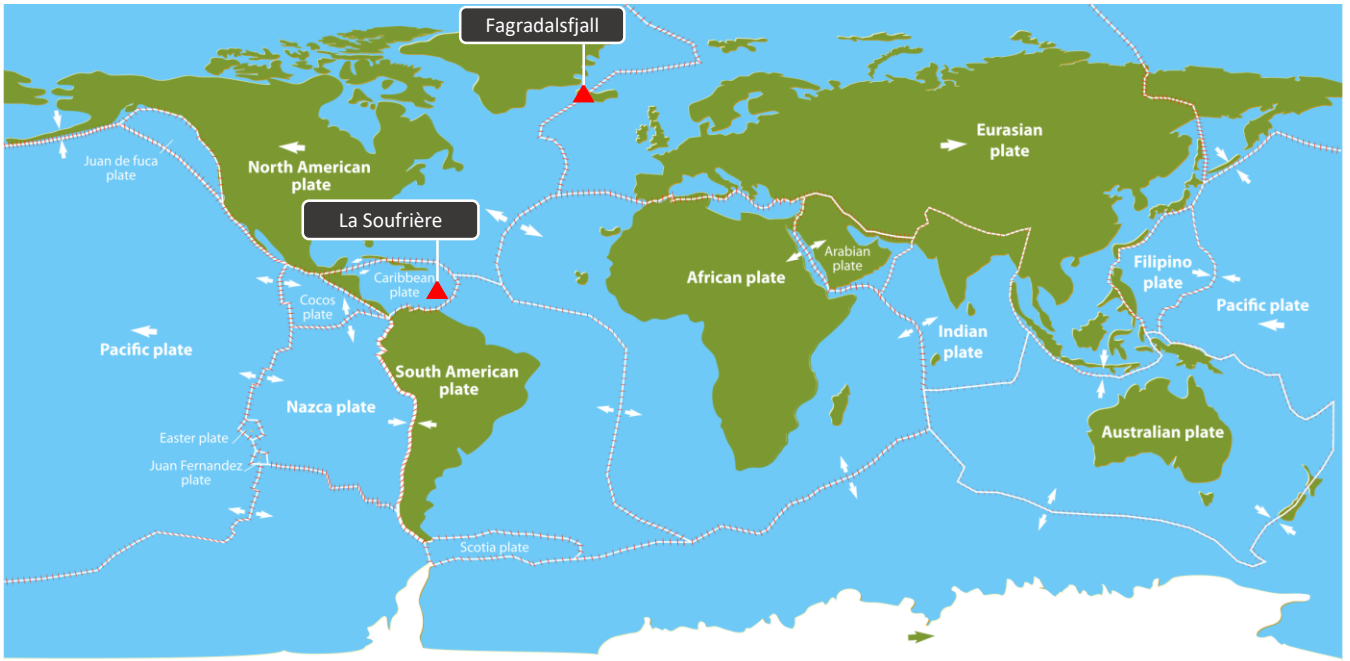 Fagradalsfjall
Eurasian
plate
Juan de fuca
plate
North American
plate
La Soufrière
Arabian
plate
Filipino
plate
African plate
Caribbean
plate
Cocos
plate
Pacific plate
Indian
plate
Pacific plate
South American
plate
Nazca plate
Easter plate
Australian plate
Juan Fernandez
plate
Scotia plate